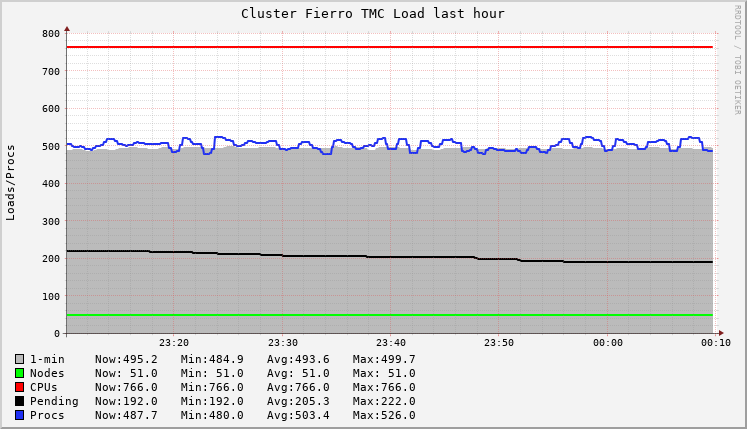 Cluster Fierro TMC Load last hour
RRDTOOL / TOBI OETIKER
Loads/Procs
800
700
600
500
400
300
200
100
0
23:20 23:30 23:40 23:50 00:00 00:10
1-min Now:495.2 Min:484.9 Avg:493.6 Max:499.7
Nodes Now: 51.0 Min: 51.0 Avg: 51.0 Max: 51.0
CPUs Now:766.0 Min:766.0 Avg:766.0 Max:766.0
Pending Now:192.0 Min:192.0 Avg:205.3 Max:222.0
Procs Now:487.7 Min:480.0 Avg:503.4 Max:526.0